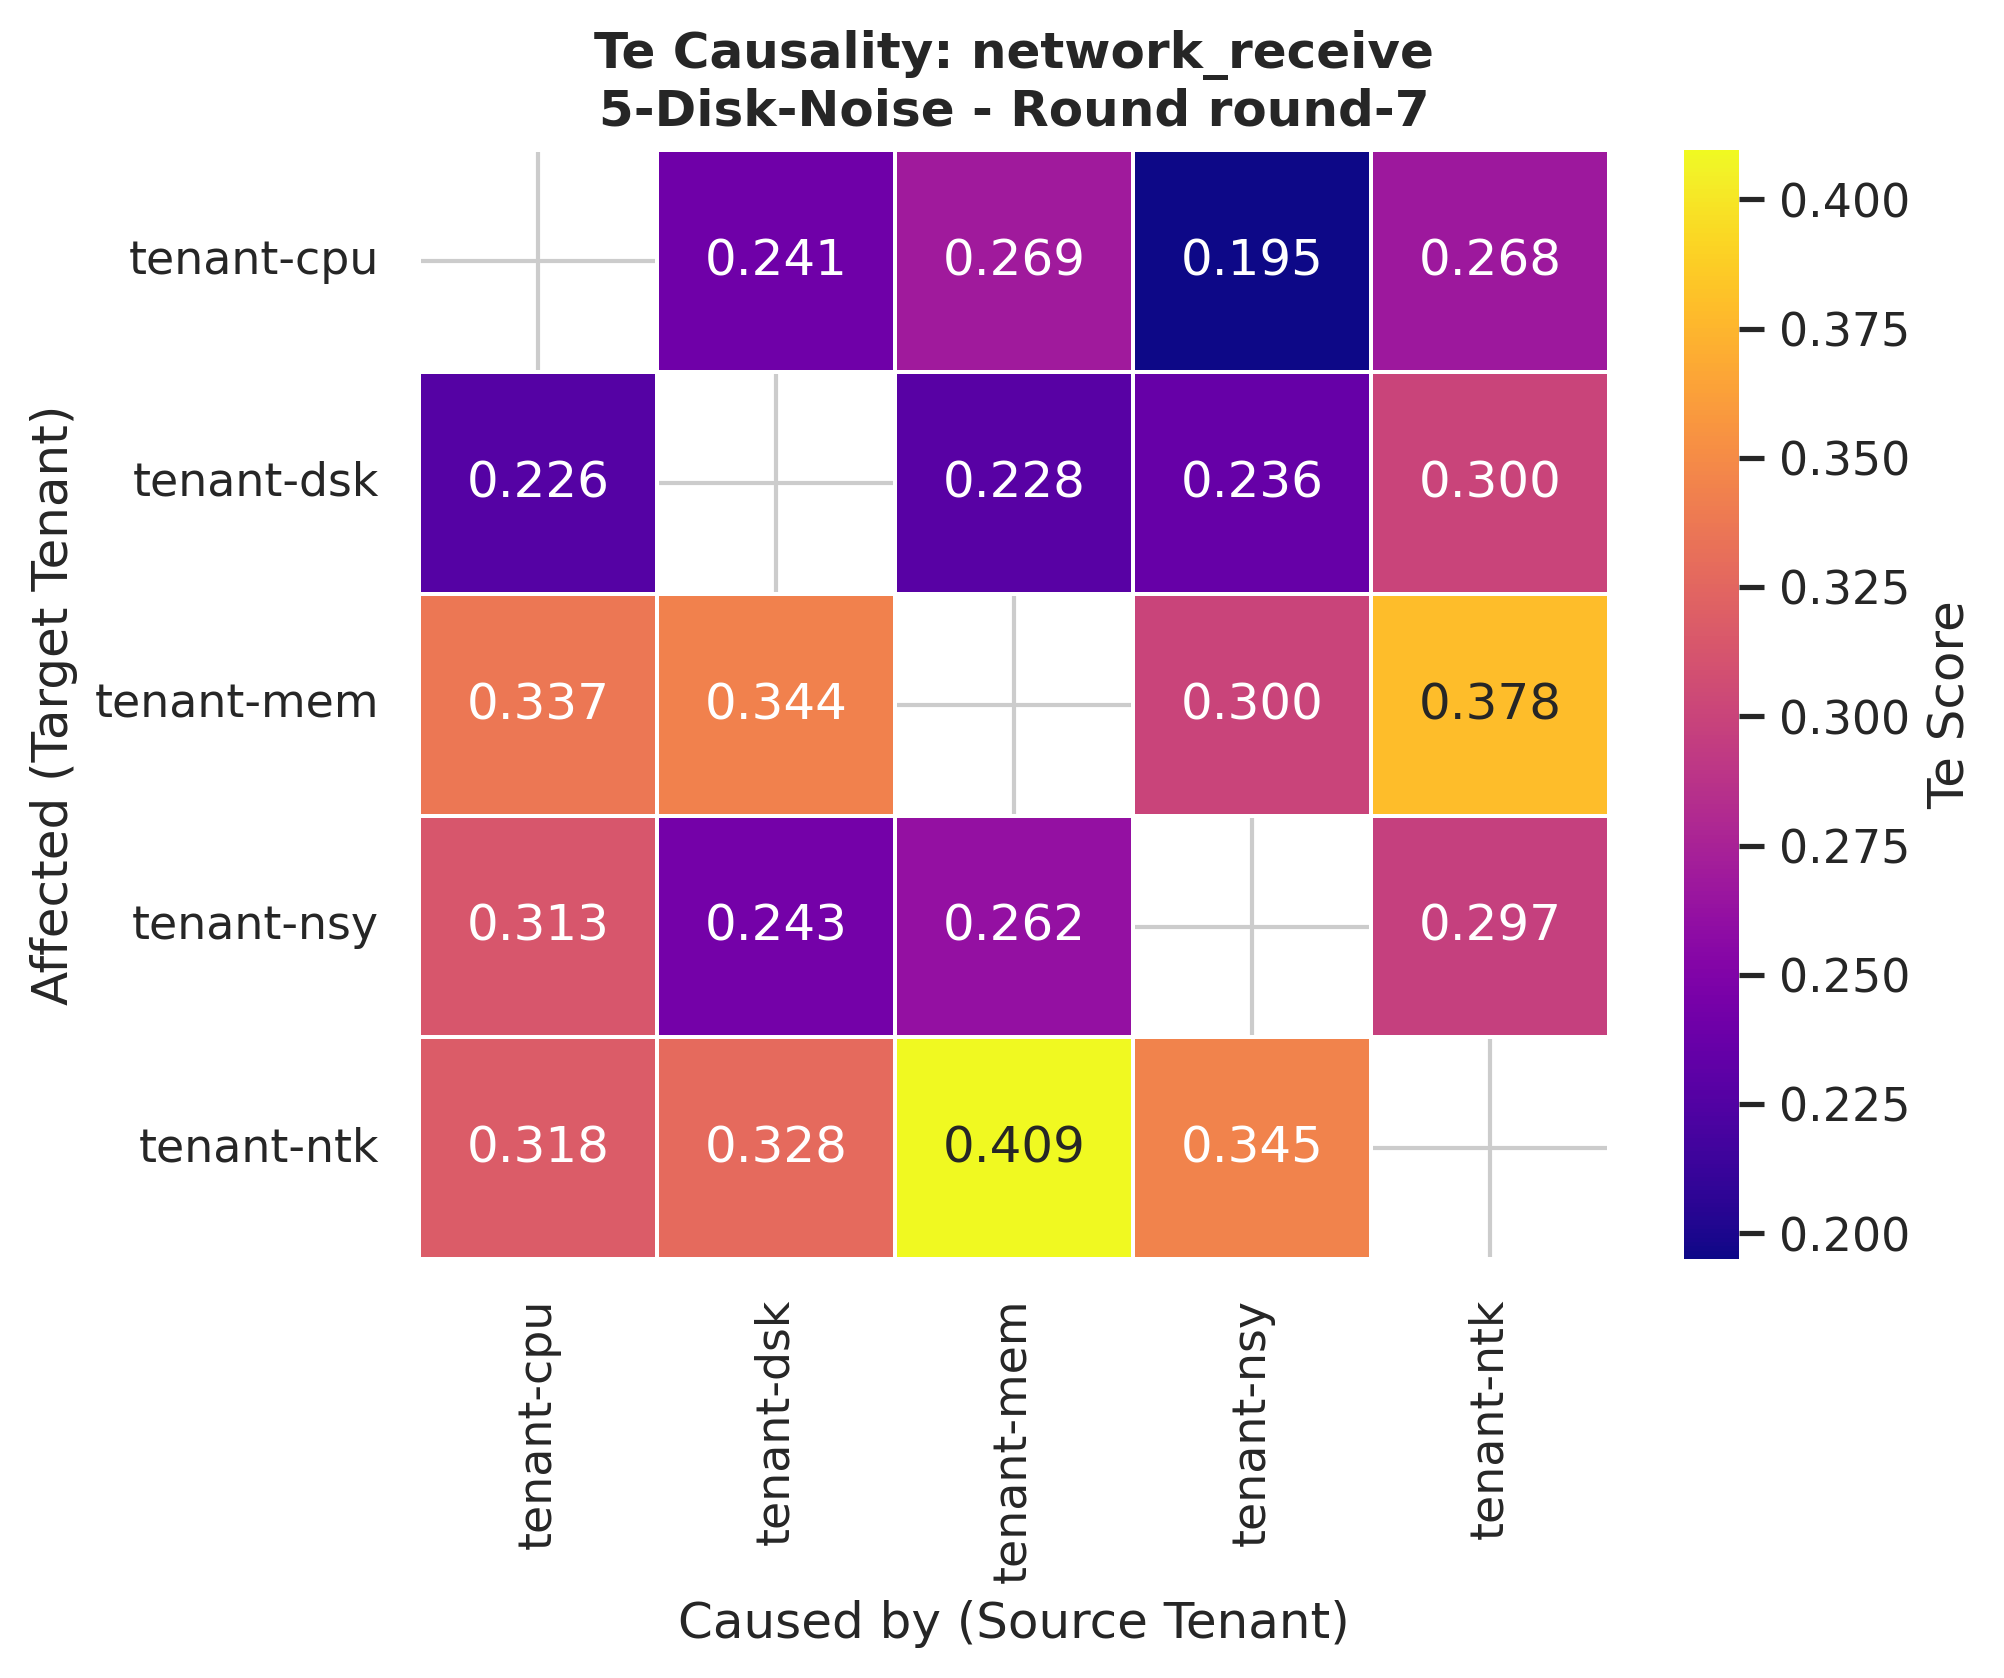 Te Causality: network_receive
5-Disk-Noise - Round round-7
Affected (Target Tenant)
tenant-cpu
0.241 0.269 0.195 0.268
tenant-dsk
0.226 0.228 0.236 0.300
tenant-mem
0.337 0.344 0.300 0.378
tenant-nsy
0.313 0.243 0.262 0.297
tenant-ntk
0.318 0.328 0.409 0.345
tenant-cpu
tenant-dsk
tenant-mem
tenant-nsy
tenant-ntk
Caused by (Source Tenant)
0.400
0.375
0.350
0.325
0.300
0.275
0.250
0.225
0.200
Te Score